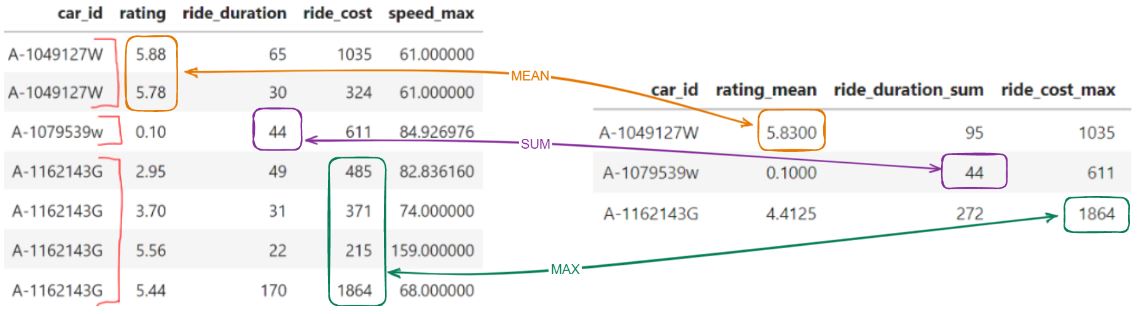 car_id rating ride_duration ride_cost speed_max
A-1049127W 5.88 65 1035 61.000000
A-1049127W 5.78 30 324 61.000000
A-1079539w 0.10 44 611 84.926976
A-1162143G 2.95 49 485 82.836160
A-1162143G 3.70 31 371 74.000000
A-1162143G 5.56 22 215 159.000000
A-1162143G 5.44 170 1864 68.000000
MEAN
SUM
MAX
car_id rating_mean ride_duration_sum ride_cost_max
A-1049127W 5.8300 95 1035
A-1079539w 0.1000 44 611
A-1162143G 4.4125 272 1864